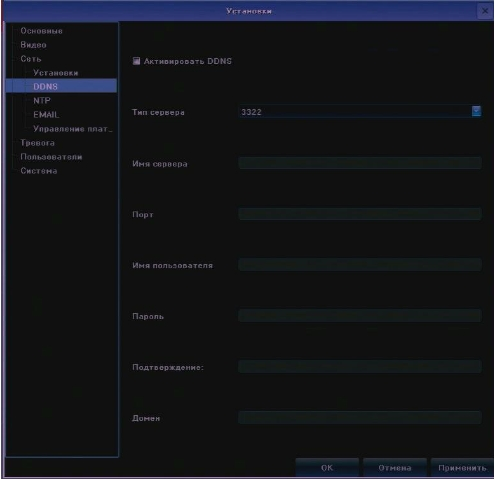 Установки
Основные
Видео
Сеть
Установки
DDNS
NTP
EMAIL
Управление плат...
Тревога
Пользователи
Система
Активировать DDNS
Тип сервера 3322
Имя сервера
Порт
Имя пользователя
Пароль
Подтверждение:
Домен
ОК Отмена Применить